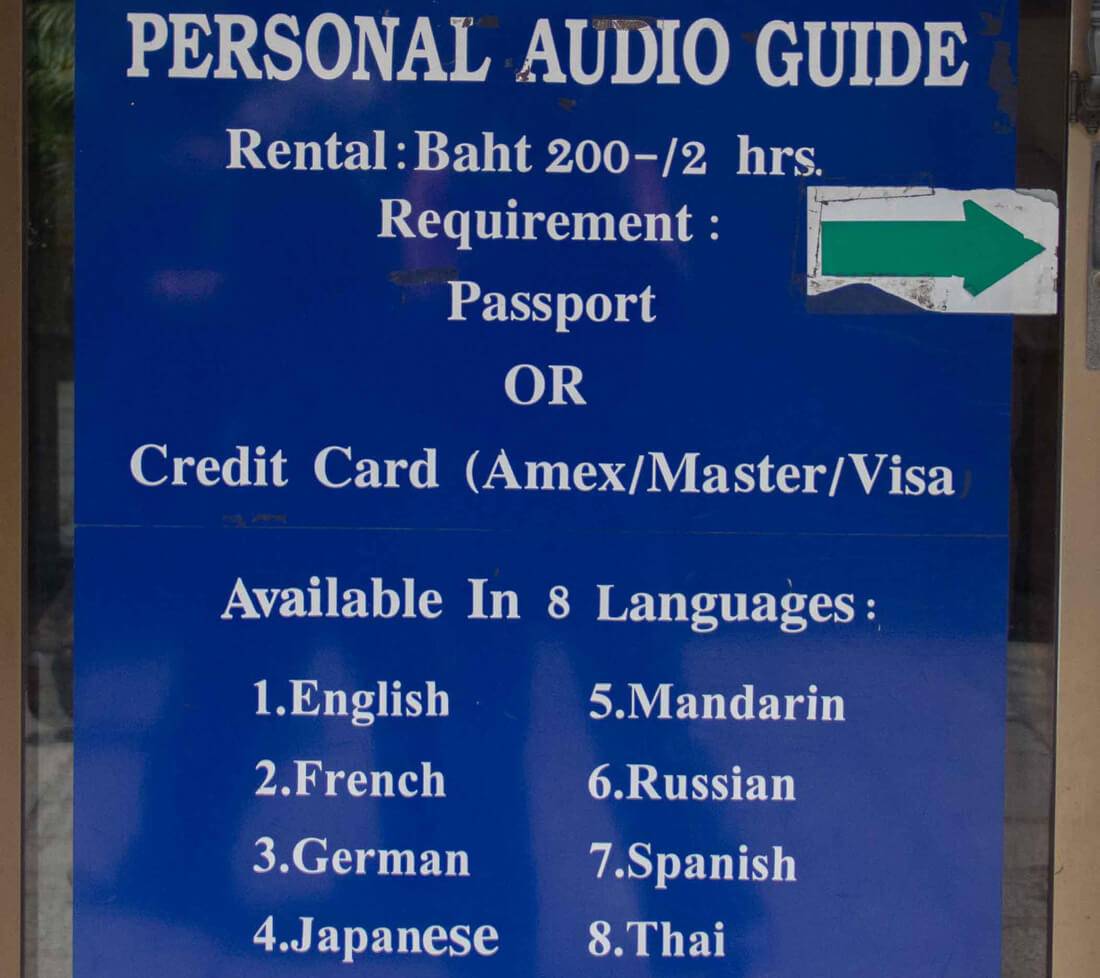 PERSONAL AUDIO GUIDE
Rental:Baht 200-/2 hrs.
Requirement :
Passport
OR
Credit Card (Amex/Master/Visa)
Available In 8 Languages:
1.English
2.French
3.German
4.Japanese
5.Mandarin
6.Russian
7.Spanish
8.Thai